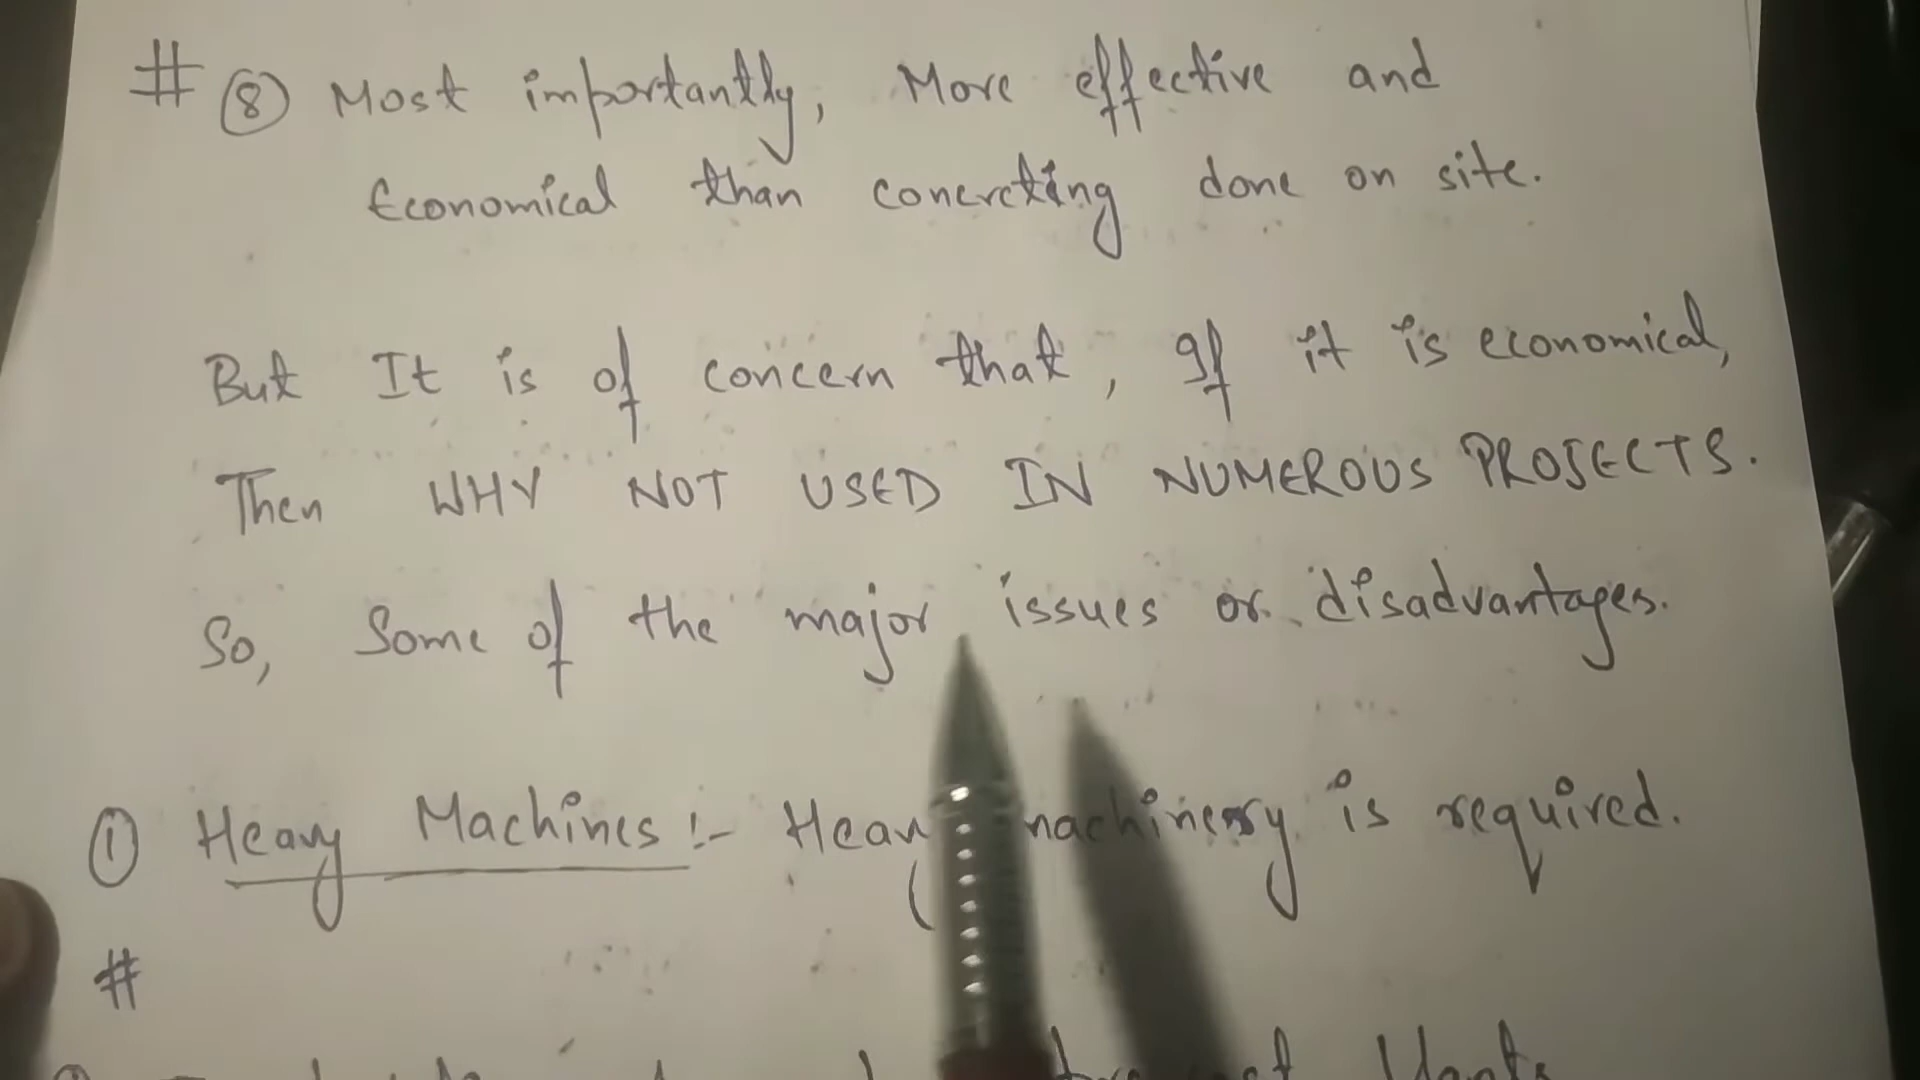 # ⑧ Most importantly, More effective and
Economical than concreting done on site.
But It is of concern that, If it is economical,
Then WHY NOT USED IN NUMEROUS PROJECTS.
So, Some of the major issues or disadvantages.
① Heavy Machines :- Heavy machinery is required.
#